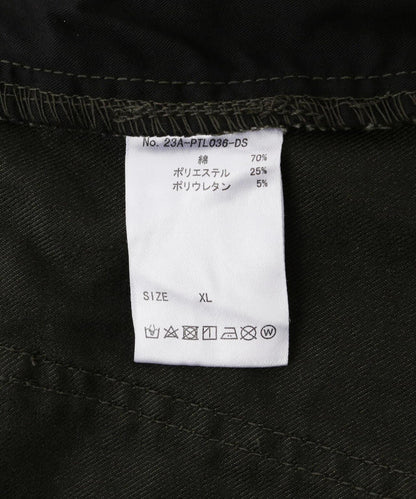 No. 23A-PTL036-DS
綿 70%
ポリエステル 25%
ポリウレタン 5%
SIZE XL